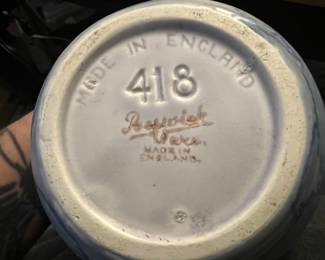 MADE IN ENGLAND
418
Beswick
Ware.
MADE IN
ENGLAND.